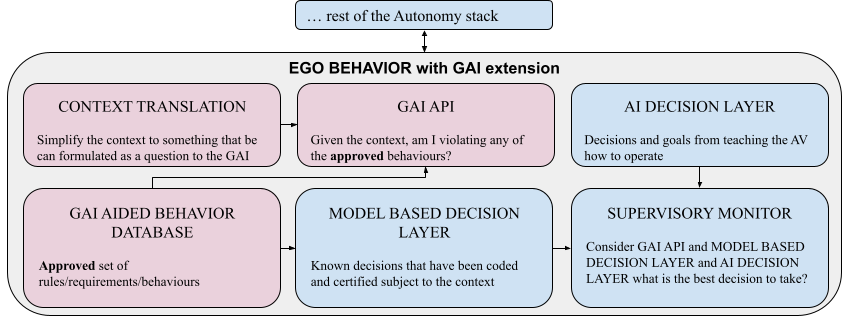 … rest of the Autonomy stack
EGO BEHAVIOR with GAI extension
CONTEXT TRANSLATION
Simplify the context to something that be
can formulated as a question to the GAI
GAI API
Given the context, am I violating any of
the approved behaviours?
AI DECISION LAYER
Decisions and goals from teaching the AV
how to operate
GAI AIDED BEHAVIOR
DATABASE
Approved set of
rules/requirements/behaviours
MODEL BASED DECISION
LAYER
Known decisions that have been coded
and certified subject to the context
SUPERVISORY MONITOR
Consider GAI API and MODEL BASED
DECISION LAYER and AI DECISION
LAYER what is the best decision to take?